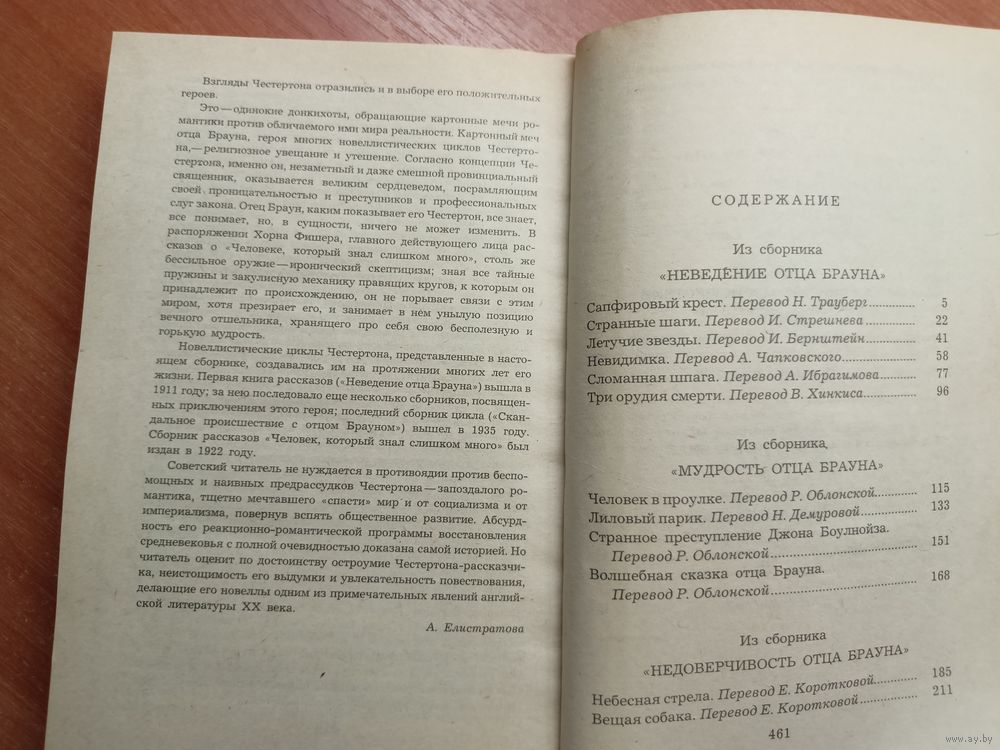 Взгляды Честертона отразились и в выборе его положительных
героев.
Это — одинокие донкихоты, обращающие картонные мечи ро-
мантики против обличаемого ими мира реальности. Картонный меч
отца Брауна, героя многих новеллистических циклов Честерто-
на,— религиозное увещание и утешение. Согласно концепции Че-
стертона, именно он, незаметный и даже смешной провинциальный
священник, оказывается великим сердцеведом, посрамляющим
своей проницательностью и преступников и профессиональных
слуг закона. Отец Браун, каким показывает его Честертон, все знает,
все понимает, но, в сущности, ничего не может изменить. В
распоряжении Хорна Фишера, главного действующего лица рас-
сказов о «Человеке, который знал слишком много», столь же
бессильное оружие — иронический скептицизм; зная все тайные
пружины и закулисную механику правящих кругов, к которым он
принадлежит по происхождению, он не порывает связи с этим
миром, хотя презирает его, и занимает в нем унылую позицию
вечного отшельника, хранящего про себя свою бесполезную и
горькую мудрость.
Новеллистические циклы Честертона, представленные в насто-
ящем сборнике, создавались им на протяжении многих лет его
жизни. Первая книга рассказов («Неведение отца Брауна») вышла в
1911 году; за нею последовало еще несколько сборников, посвящен-
ных приключениям этого героя; последний сборник цикла («Скан-
дальное происшествие с отцом Брауном») вышел в 1935 году.
Сборник рассказов «Человек, который знал слишком много» был
издан в 1922 году.
Советский читатель не нуждается в противоядии против беспо-
мощных и наивных предрассудков Честертона — запоздалого ро-
мантика, тщетно мечтавшего «спасти» мир и от социализма и от
империализма, повернув вспять общественное развитие. Абсурд-
ность его реакционно-романтической программы восстановления
средневековья с полной очевидностью доказана самой историей. Но
читатель оценит по достоинству остроумие Честертона-рассказчи-
ка, неистощимость его выдумки и увлекательность повествования,
делающие его новеллы одним из примечательных явлений англий-
ской литературы XX века.
А. Елистратова
СОДЕРЖАНИЕ
Из сборника
«НЕВЕДЕНИЕ ОТЦА БРАУНА»
Сапфировый крест. Перевод Н. Трауберг 5
Странные шаги. Перевод И. Стрешнева 22
Летучие звезды. Перевод И. Бернштейн 41
Невидимка. Перевод А. Чапковского 58
Сломанная шпага. Перевод А. Ибрагимова 77
Три орудия смерти. Перевод В. Хинкиса 96
Из сборника
«МУДРОСТЬ ОТЦА БРАУНА»
Человек в проулке. Перевод Р. Облонской 115
Лиловый парик. Перевод Н. Демуровой 133
Странное преступление Джона Боулнойза.
Перевод Р. Облонской 151
Волшебная сказка отца Брауна.
Перевод Р. Облонской 168
Из сборника
«НЕДОВЕРЧИВОСТЬ ОТЦА БРАУНА»
Небесная стрела. Перевод Е. Коротковой 185
Вещая собака. Перевод Е. Коротковой 211
461
www.ay.by